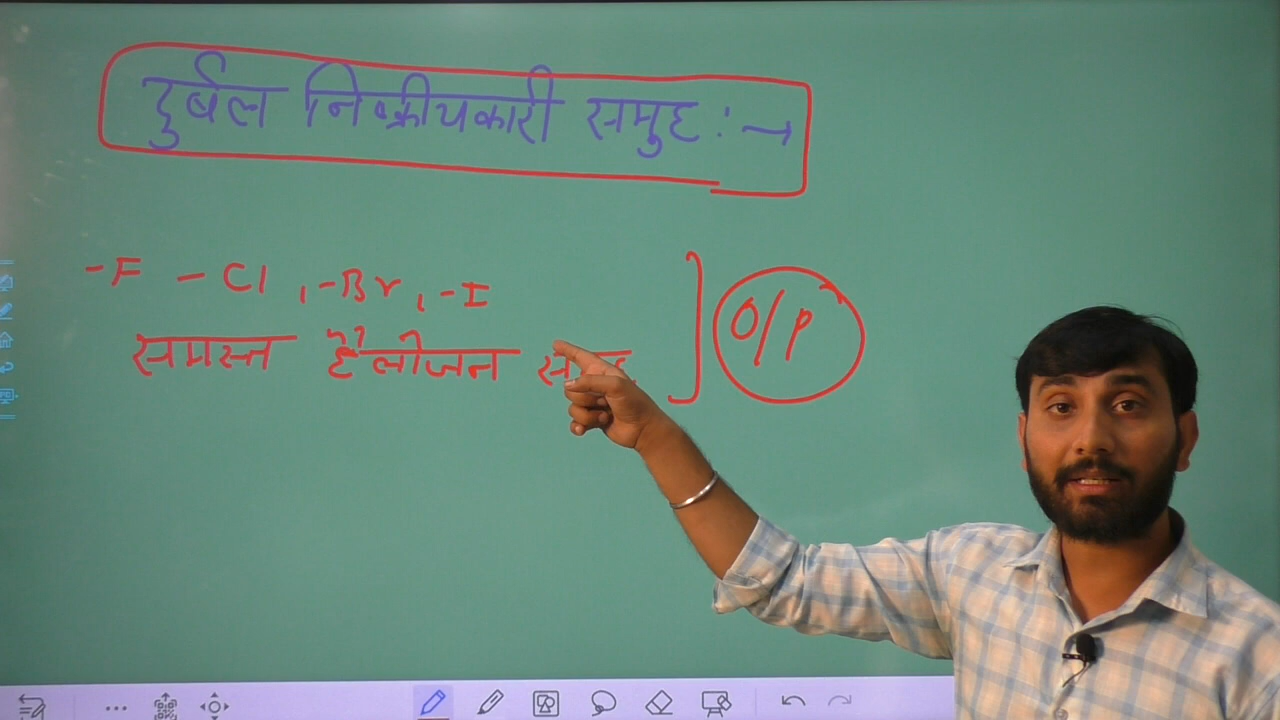 दुर्बल निष्क्रीयकारी समुह :→
-F -Cl , -Br , -I
समस्त हैलोजन
O/P